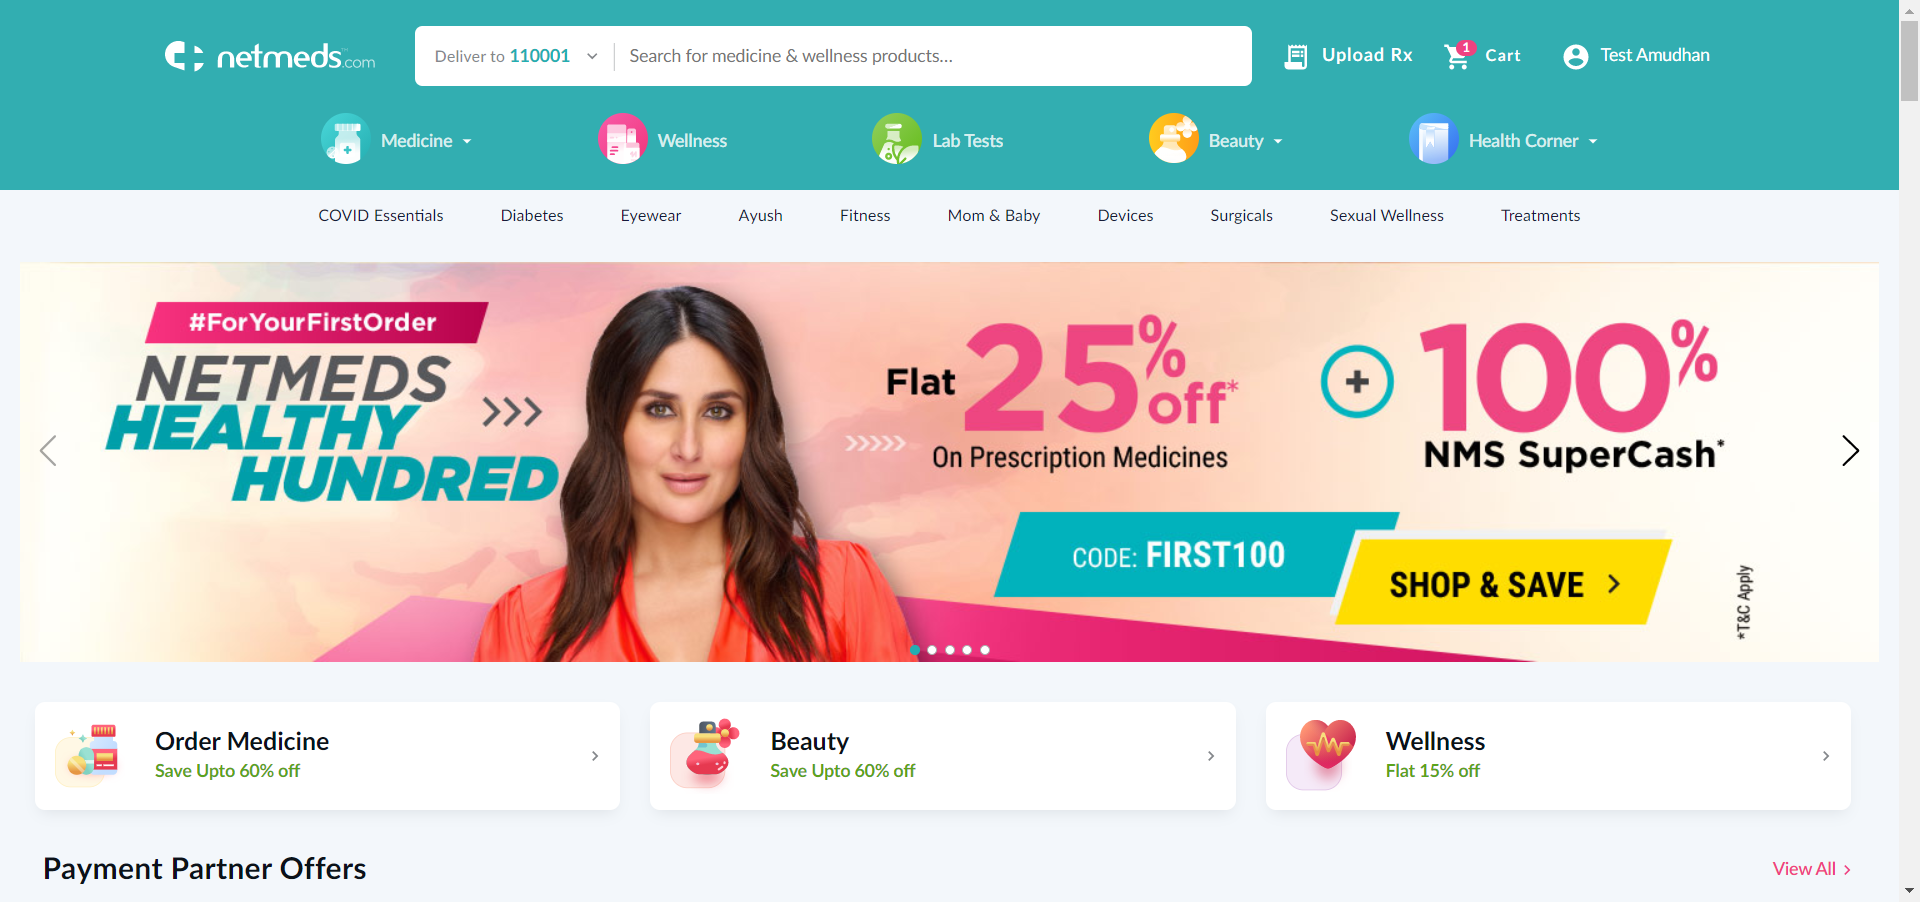 netmeds.com
Deliver to 110001
Search for medicine & wellness products...
Upload Rx
1
Cart
Test Amudhan
Medicine
Wellness
Lab Tests
Beauty
Health Corner
COVID Essentials
Diabetes
Eyewear
Ayush
Fitness
Mom & Baby
Devices
Surgicals
Sexual Wellness
Treatments
#ForYourFirstOrder
NETMEDS
HEALTHY
HUNDRED
Flat 25% off*
On Prescription Medicines
+
100%
NMS SuperCash*
CODE: FIRST100
SHOP & SAVE
*T&C Apply
Order Medicine
Save Upto 60% off
Beauty
Save Upto 60% off
Wellness
Flat 15% off
Payment Partner Offers
View All